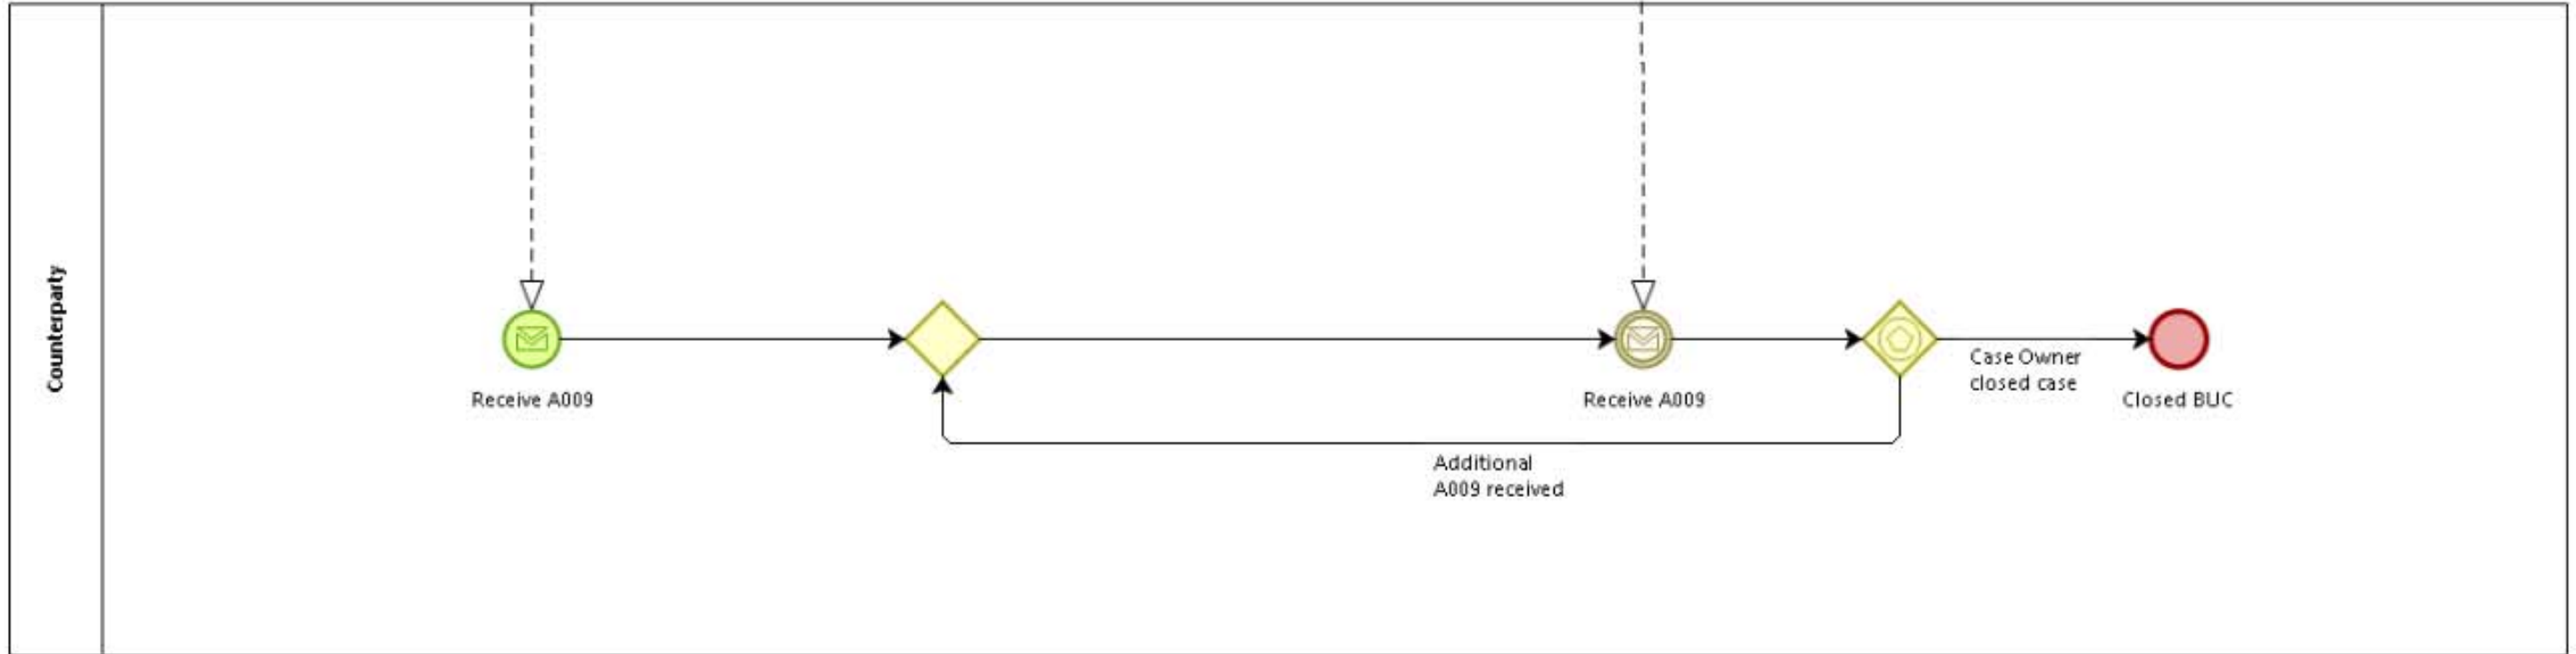 Counterparty
Receive A009
Receive A009
Case Owner
closed case
Closed BUC
Additional
A009 received